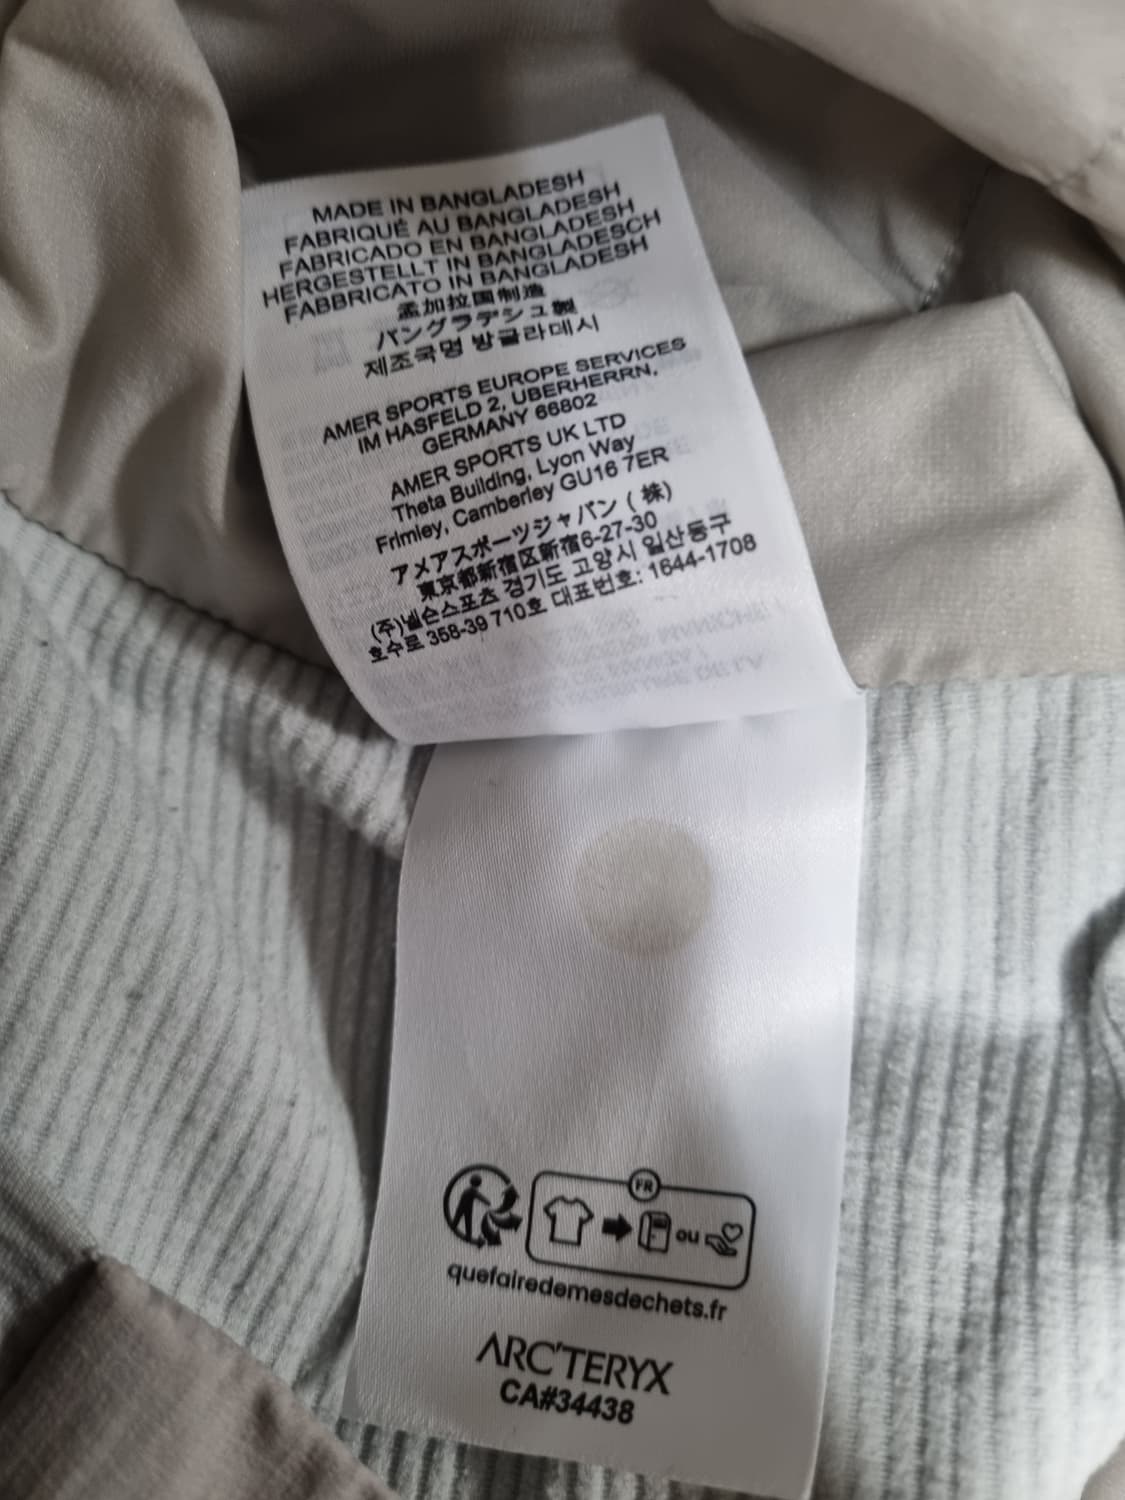 MADE IN BANGLADESH
FABRIQUÉ AU BANGLADESH
FABRICADO EN BANGLADESH
HERGESTELLT IN BANGLADESCH
FABBRICATO IN BANGLADESH
孟加拉国制造
バングラデシュ製
제조국명 방글라데시
AMER SPORTS EUROPE SERVICES
IM HASFELD 2, UBERHERRN,
GERMANY 66802
AMER SPORTS UK LTD
Theta Building, Lyon Way
Frimley, Camberley GU16 7ER
アメアスポーツジャパン (株)
東京都新宿区新宿6-27-30
(주)넬슨스포츠 경기도 고양시 일산동구
호수로 358-39 710호 대표번호: 1644-1708
FR
ou
quefairedemesdechets.fr
ARC'TERYX
CA#34438